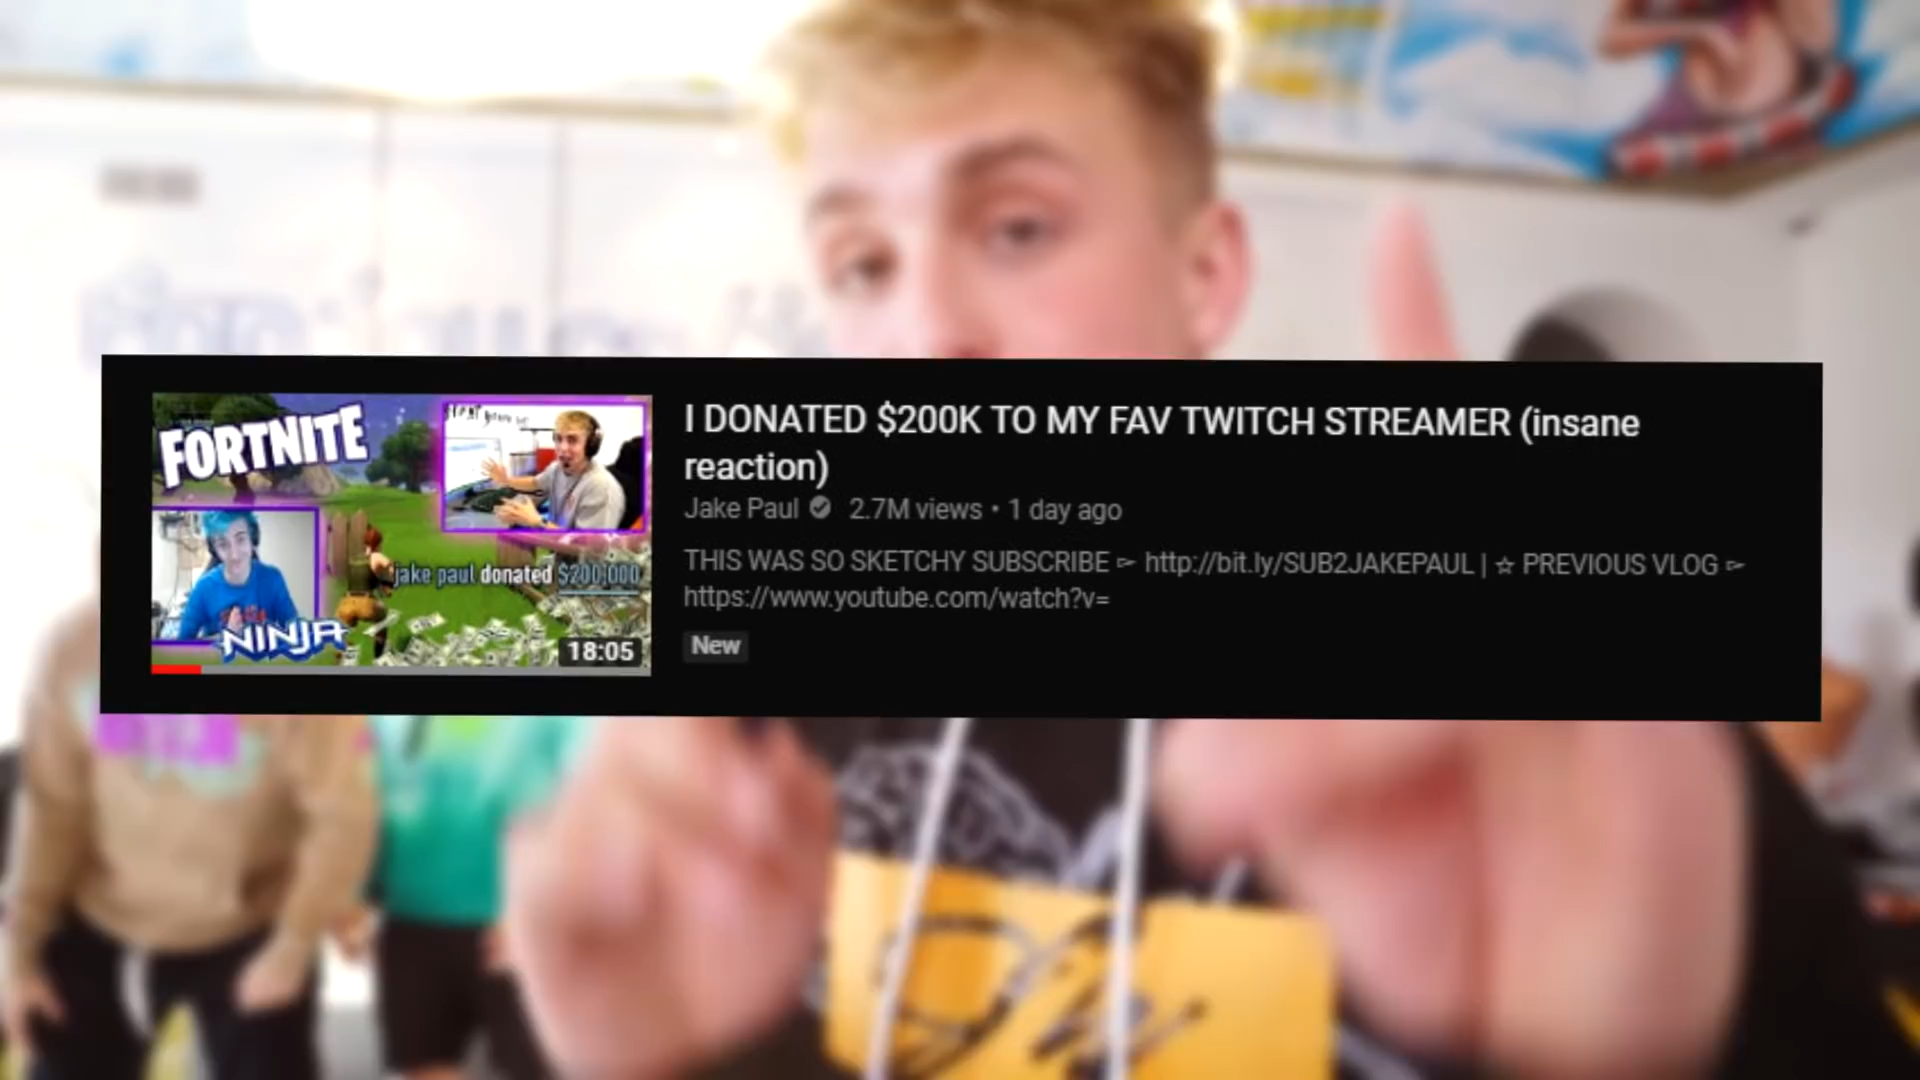 FORTNITE
jake paul donated $200,000
NINJA
18:05
I DONATED $200K TO MY FAV TWITCH STREAMER (insane
reaction)
Jake Paul 2.7M views • 1 day ago
THIS WAS SO SKETCHY SUBSCRIBE ► http://bit.ly/SUB2JAKEPAUL | ☆ PREVIOUS VLOG ►
https://www.youtube.com/watch?v=
New